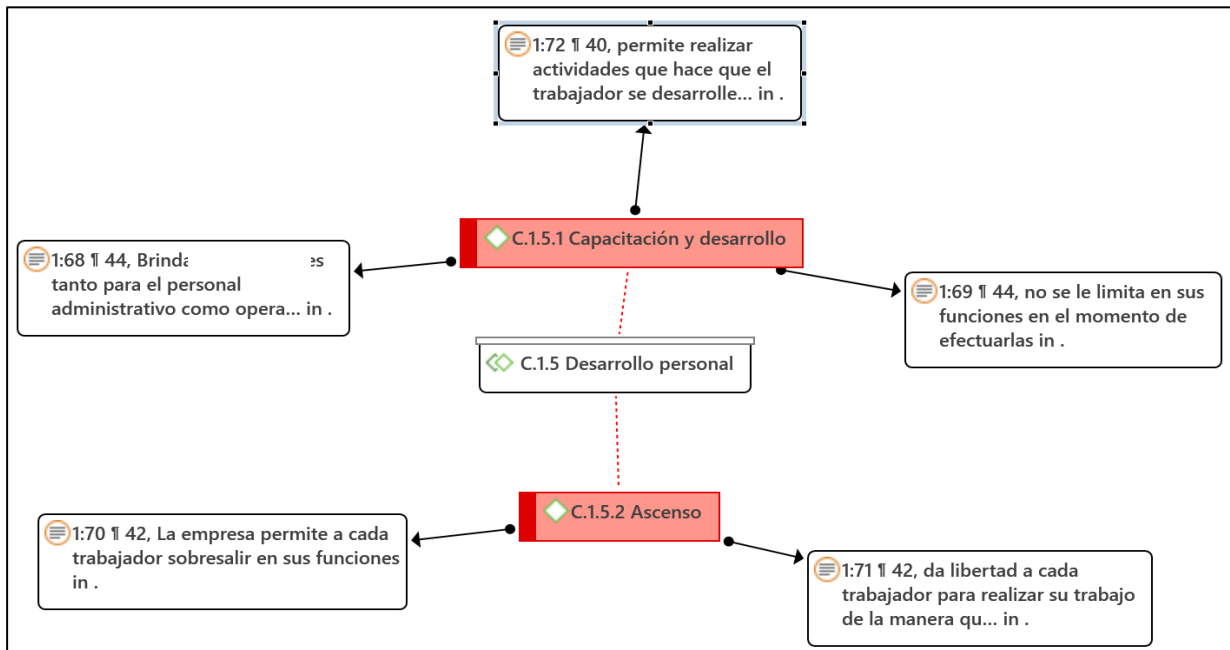 1:72 ¶ 40, permite realizar
actividades que hace que el
trabajador se desarrolle... in .
C.1.5.1 Capacitación y desarrollo
1:68 ¶ 44,
tanto para el personal
administrativo como opera... in .
1:69 ¶ 44, no se le limita en sus
funciones en el momento de
efectuarlas in .
C.1.5 Desarrollo personal
C.1.5.2 Ascenso
1:70 ¶ 42, La empresa permite a cada
trabajador sobresalir en sus funciones
in .
1:71 ¶ 42, da libertad a cada
trabajador para realizar su trabajo
de la manera qu... in .